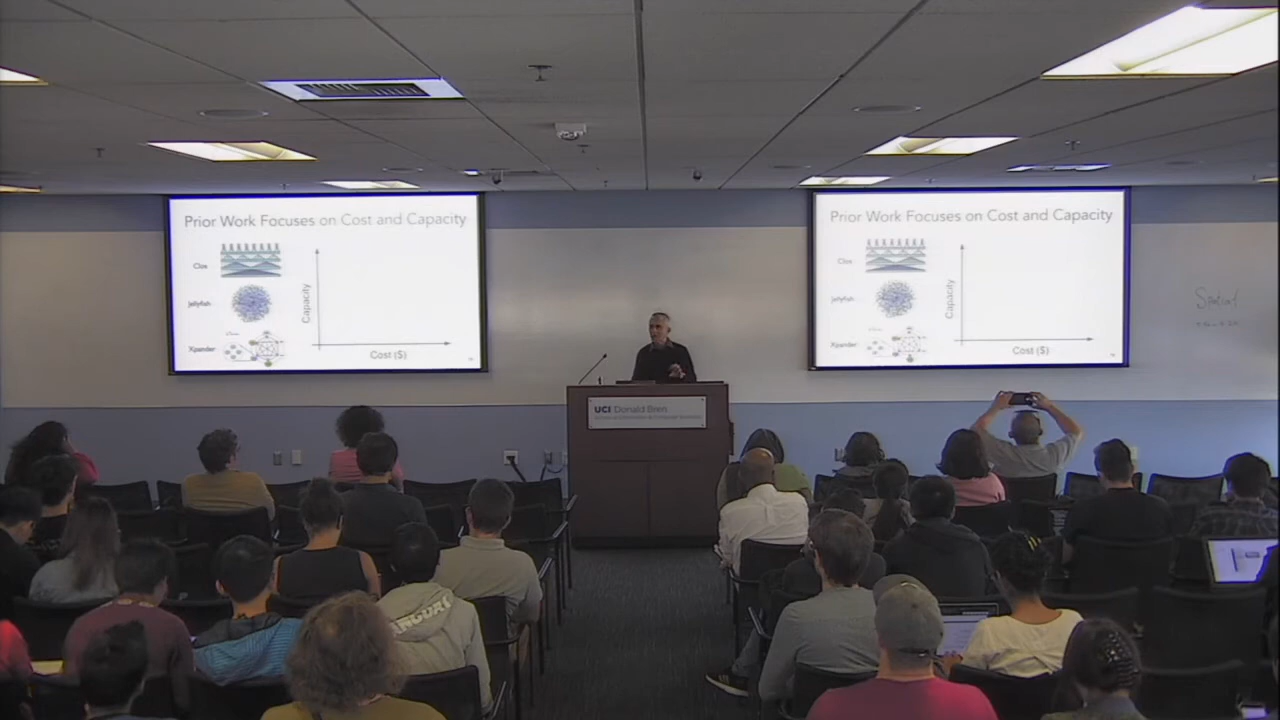 Prior Work Focuses on Cost and Capacity
Clos
Jellyfish
Xpander
Capacity
Cost ($)
Prior Work Focuses on Cost and Capacity
Clos
Jellyfish
Xpander
Capacity
Cost ($)
UCI Donald Bren